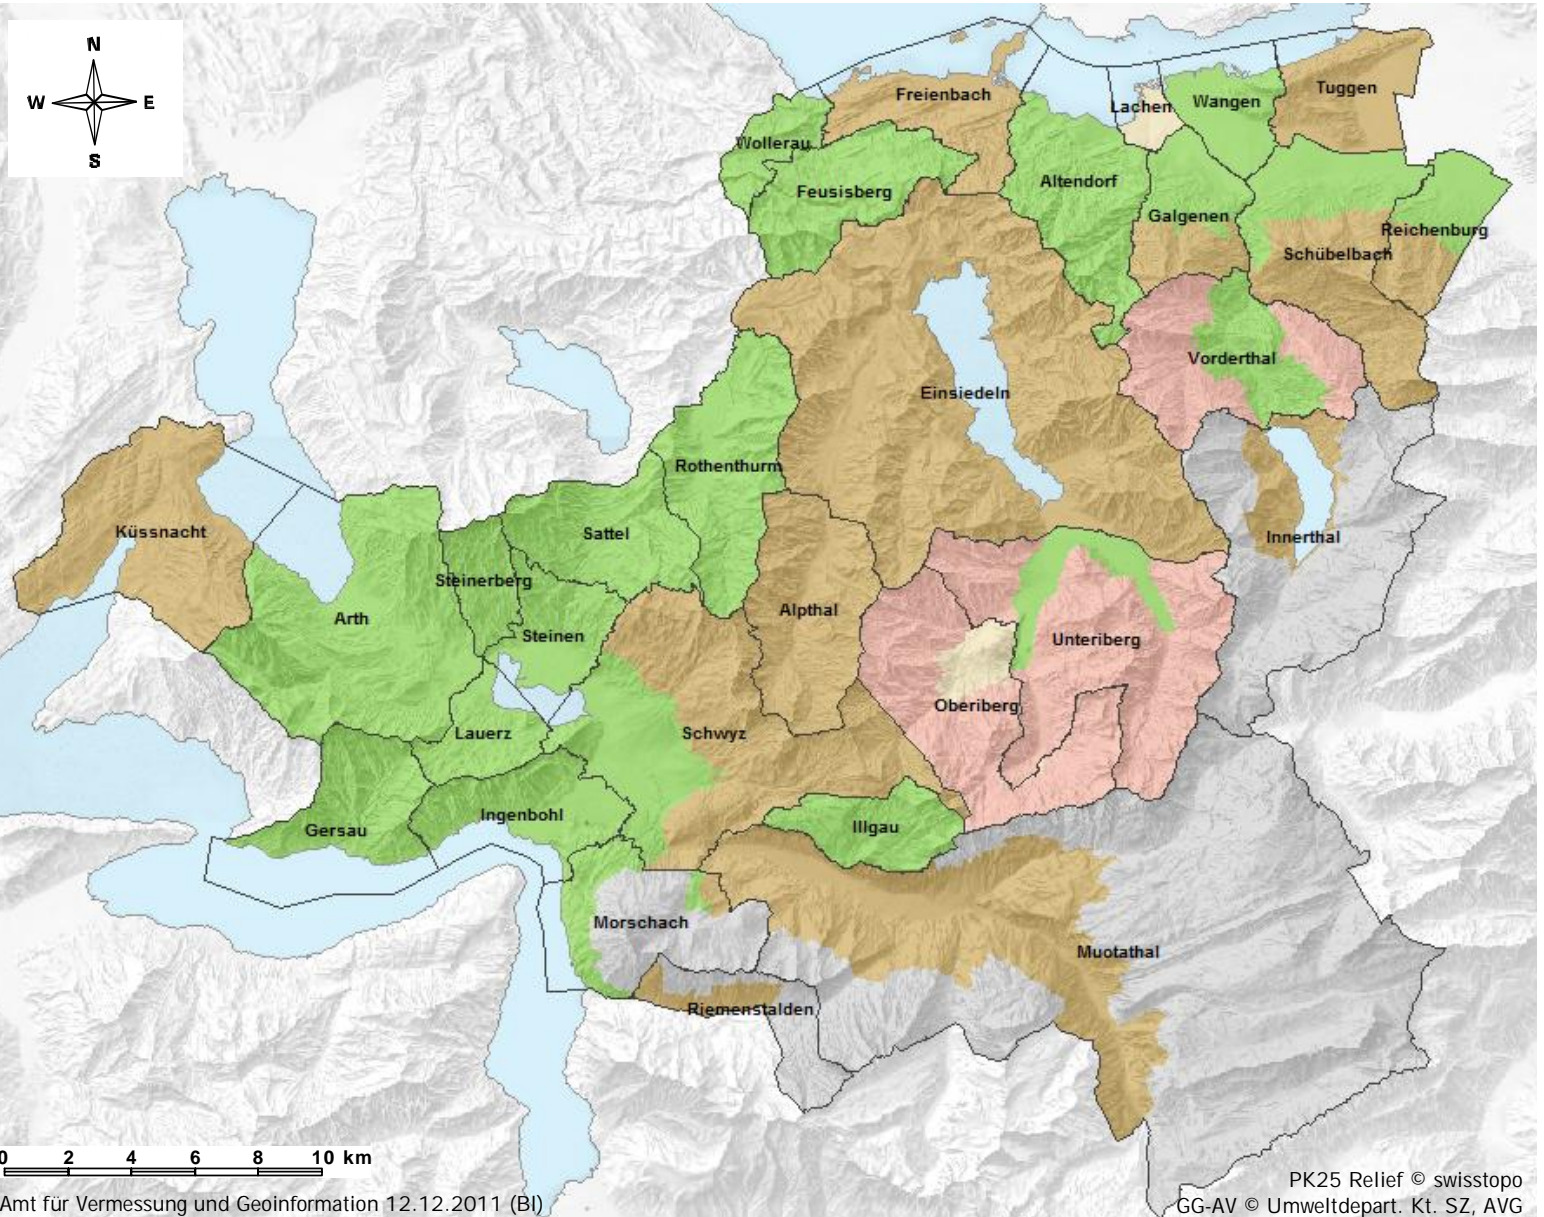 N
W E
S
Freienbach
Lachen
Wangen
Tuggen
Wollerau
Feusisberg
Altendorf
Galgenen
Schübelbach
Reichenburg
Vorderthal
Einsiedeln
Rothenthurm
Küssnacht
Sattel
Innerthal
Steinerberg
Arth
Steinen
Alpthal
Unteriberg
Oberiberg
Lauerz
Schwyz
Ingenbohl
Gersau
Illgau
Morschach
Muotathal
Riemenstalden
0 2 4 6 8 10 km
Amt für Vermessung und Geoinformation 12.12.2011 (BI)
PK25 Relief © swisstopo
GG-AV © Umweltdepart. Kt. SZ, AVG